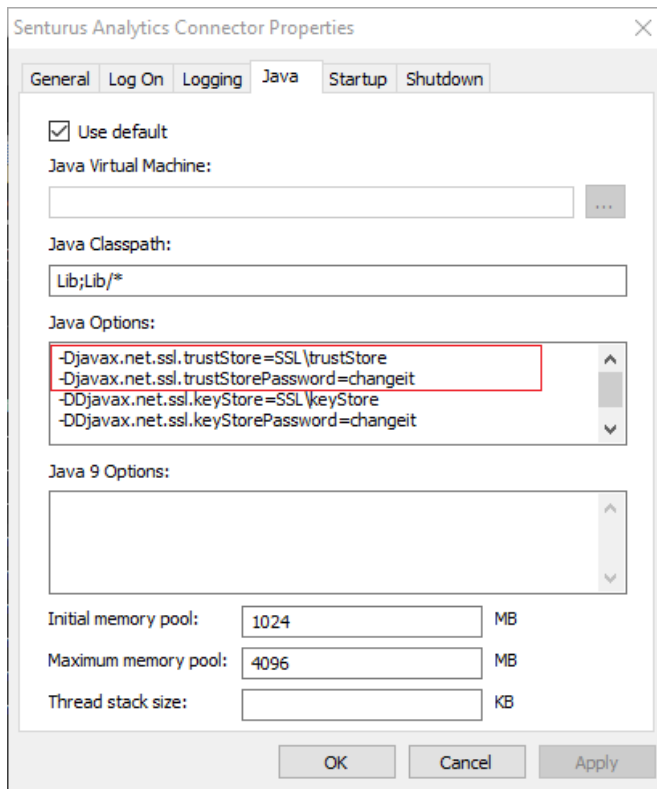 Senturus Analytics Connector Properties
General Log On Logging Java Startup Shutdown
Use default
Java Virtual Machine:
...
Java Classpath:
Lib;Lib/*
Java Options:
-Djavax.net.ssl.trustStore=SSL\trustStore
-Djavax.net.ssl.trustStorePassword=changeit
-DDjavax.net.ssl.keyStore=SSL\keyStore
-DDjavax.net.ssl.keyStorePassword=changeit
Java 9 Options:
Initial memory pool: 1024 MB
Maximum memory pool: 4096 MB
Thread stack size: KB
OK Cancel Apply